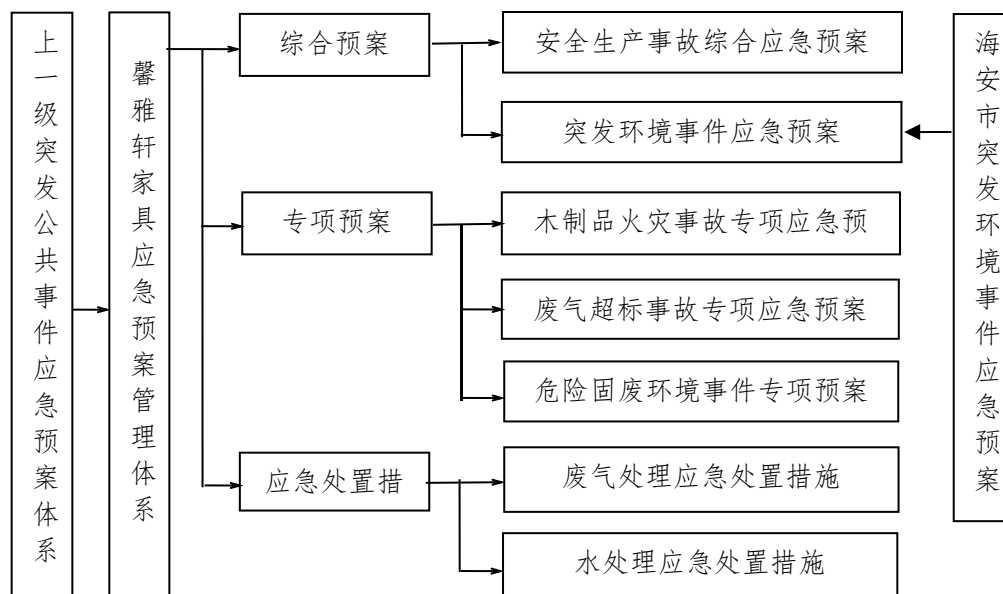 上一级突发公共事件应急预案体系
馨雅轩家具应急预案管理体系
综合预案
安全生产事故综合应急预案
突发环境事件应急预案
专项预案
木制品火灾事故专项应急预
废气超标事故专项应急预案
危险固废环境事件专项预案
应急处置措
废气处理应急处置措施
水处理应急处置措施
海安市突发环境事件应急预案